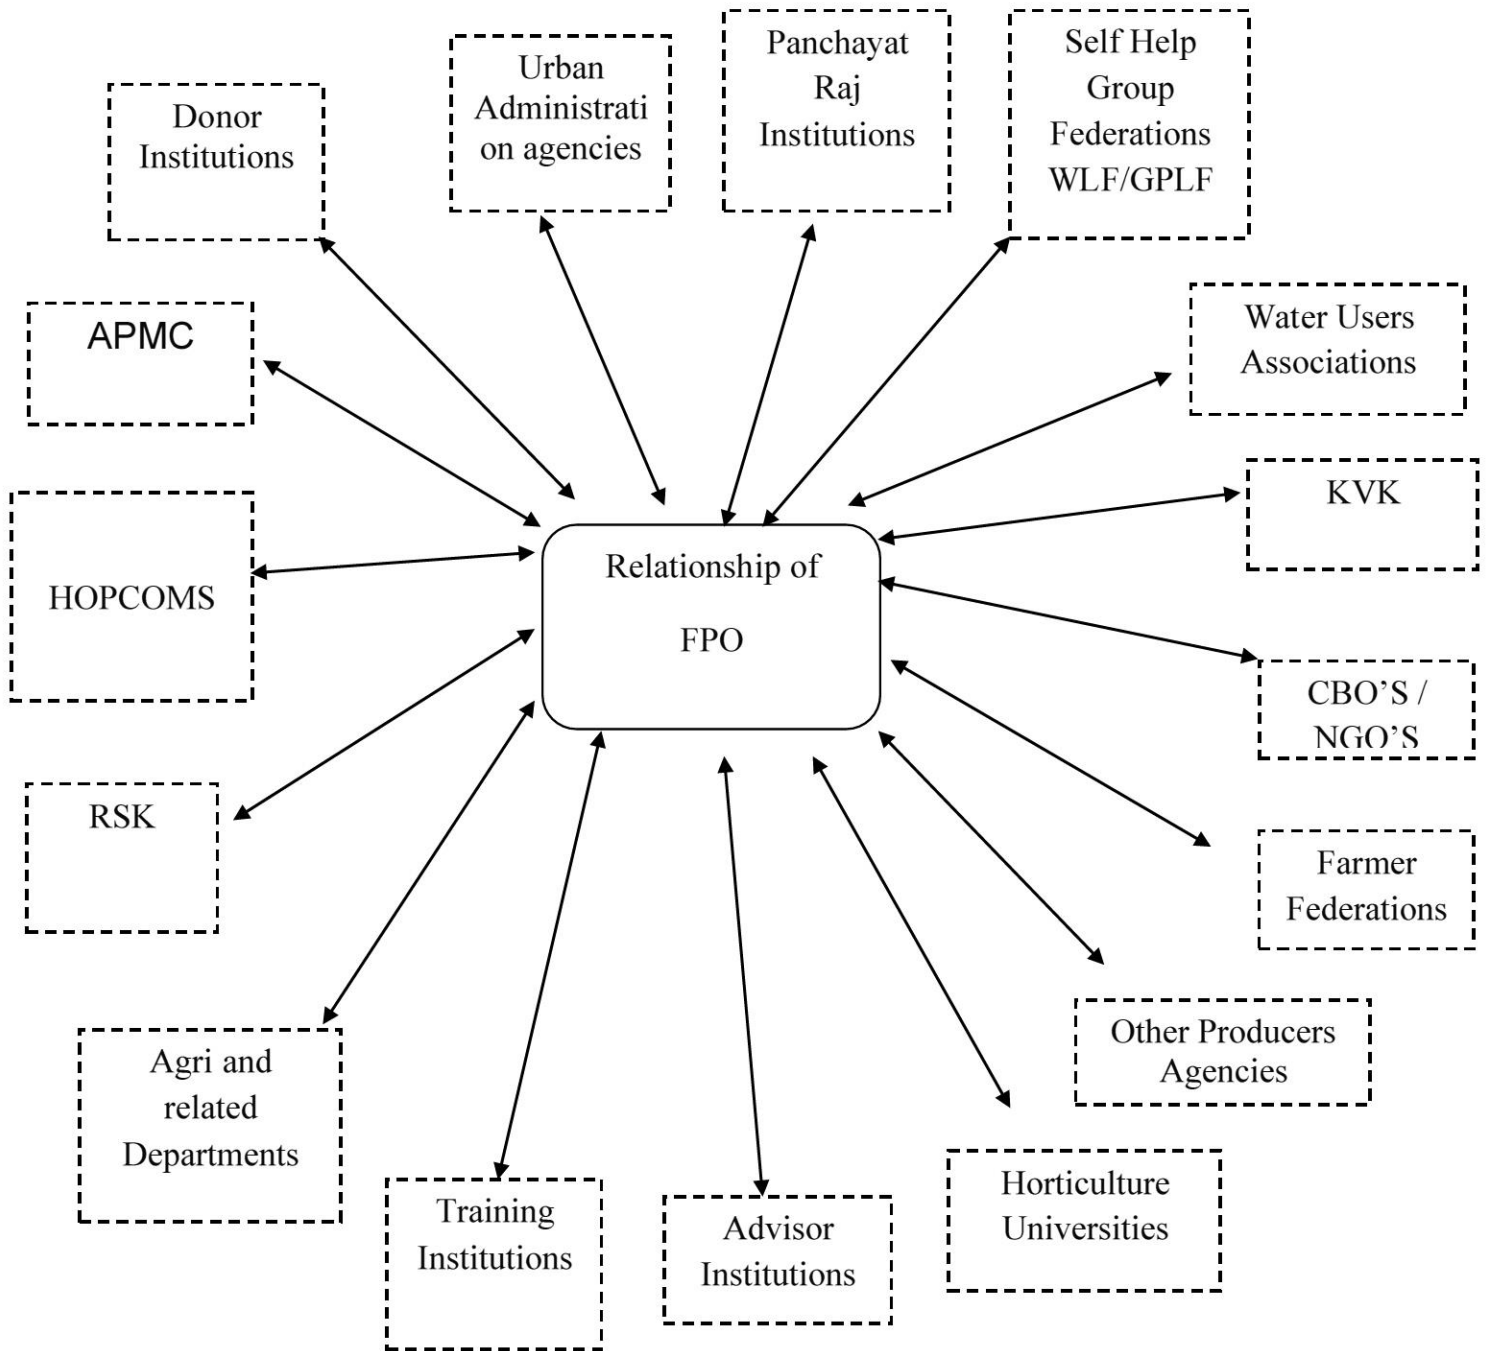 Donor
Institutions
Urban
Administrati
on agencies
Panchayat
Raj
Institutions
Self Help
Group
Federations
WLF/GPLF
APMC
Water Users
Associations
HOPCOMS
Relationship of
FPO
KVK
CBO’S /
NGO’S
RSK
Farmer
Federations
Agri and
related
Departments
Other Producers
Agencies
Training
Institutions
Advisor
Institutions
Horticulture
Universities